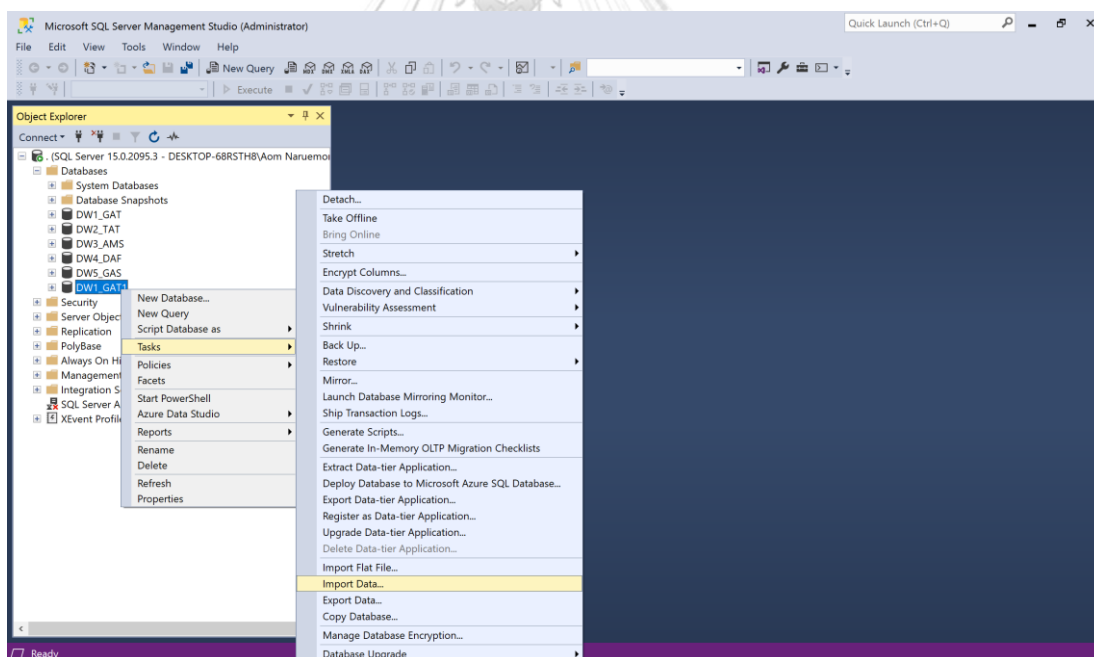 Microsoft SQL Server Management Studio (Administrator)
Quick Launch (Ctrl+Q)
File Edit View Tools Window Help
New Query
Execute
Object Explorer
Connect
. (SQL Server 15.0.2095.3 - DESKTOP-68RSTH8\Aom Naruemo
Databases
System Databases
Database Snapshots
DW1_GAT
DW2_TAT
DW3_AMS
DW4_DAF
DW5_GAS
DW1_GAT1
Security
Server Objec
Replication
PolyBase
Always On Hi
Management
Integration S
SQL Server A
XEvent Profile
New Database...
New Query
Script Database as
Tasks
Policies
Facets
Start PowerShell
Azure Data Studio
Reports
Rename
Delete
Refresh
Properties
Detach...
Take Offline
Bring Online
Stretch
Encrypt Columns...
Data Discovery and Classification
Vulnerability Assessment
Shrink
Back Up...
Restore
Mirror...
Launch Database Mirroring Monitor...
Ship Transaction Logs...
Generate Scripts...
Generate In-Memory OLTP Migration Checklists
Extract Data-tier Application...
Deploy Database to Microsoft Azure SQL Database...
Export Data-tier Application...
Register as Data-tier Application...
Upgrade Data-tier Application...
Delete Data-tier Application...
Import Flat File...
Import Data...
Export Data...
Copy Database...
Manage Database Encryption...
Database Upgrade
Ready